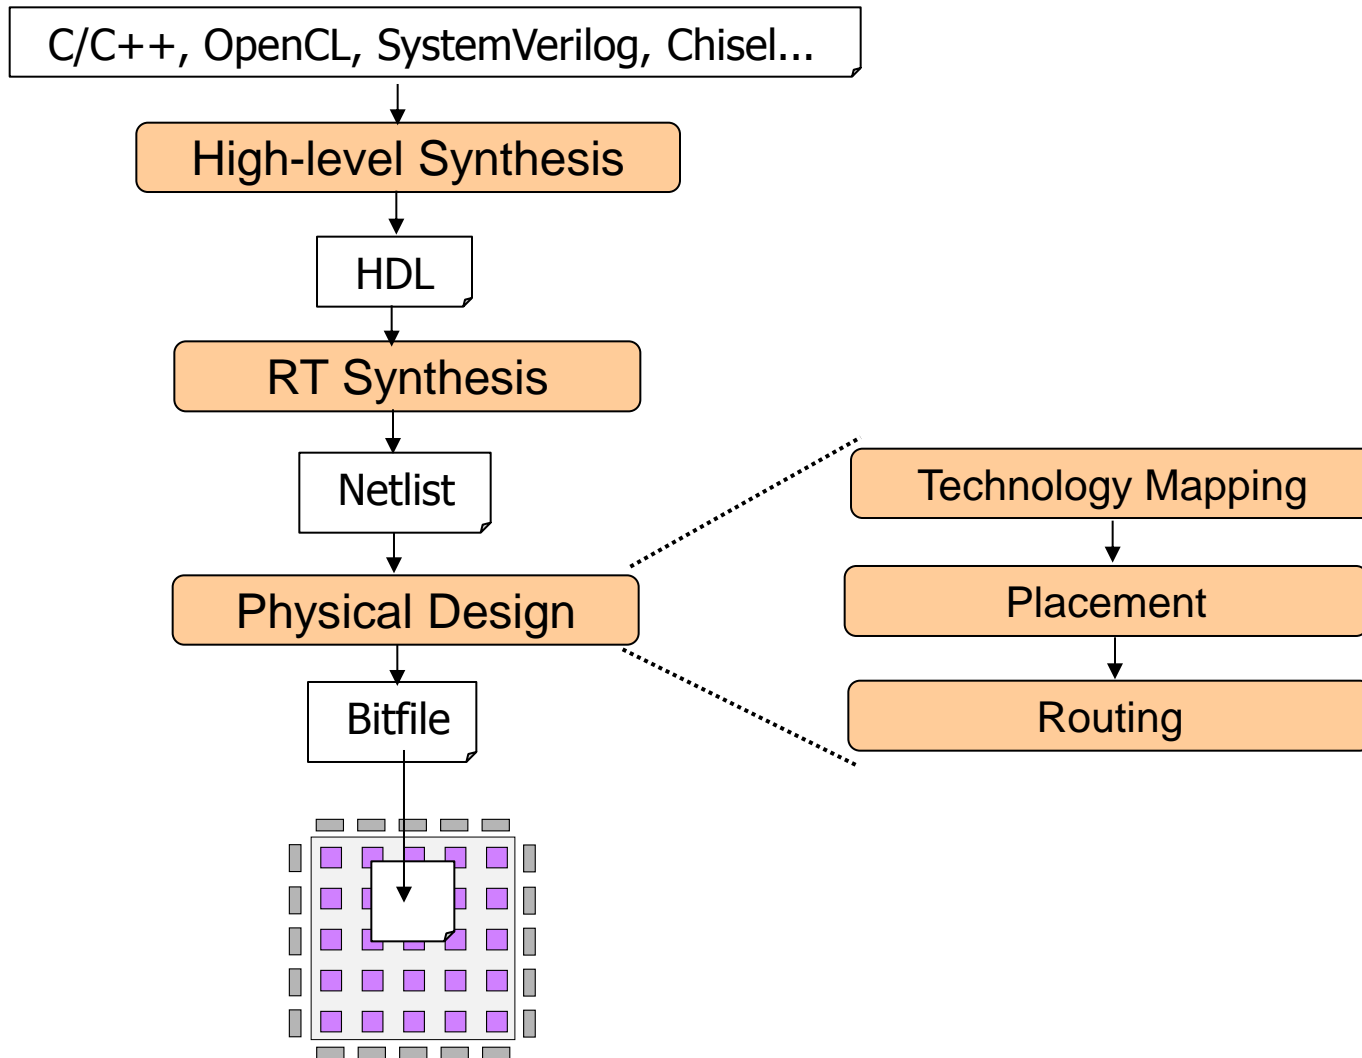 C/C++, OpenCL, SystemVerilog, Chisel...
High-level Synthesis
HDL
RT Synthesis
Netlist
Physical Design
Bitfile
Technology Mapping
Placement
Routing